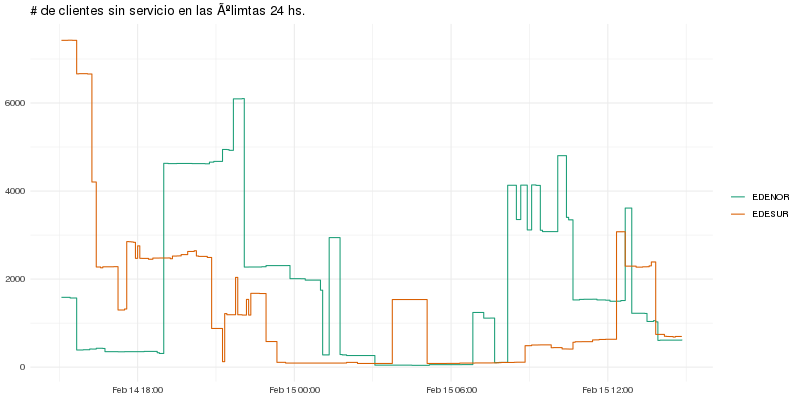 # de clientes sin servicio en las Ãºlimtas 24 hs.
6000
4000
2000
0
Feb 14 18:00
Feb 15 00:00
Feb 15 06:00
Feb 15 12:00
EDENOR
EDESUR